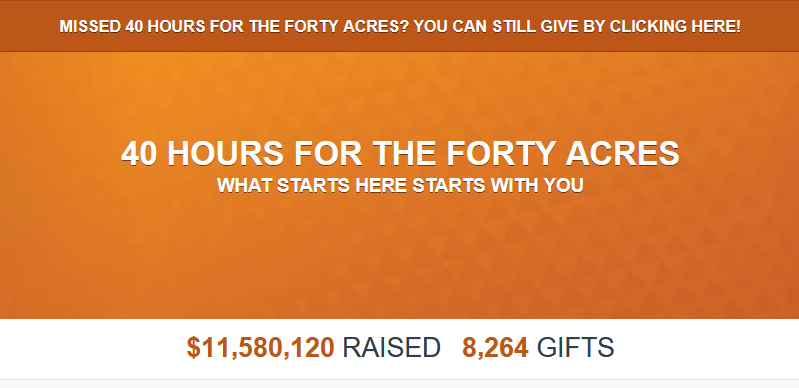 MISSED 40 HOURS FOR THE FORTY ACRES? YOU CAN STILL GIVE BY CLICKING HERE!
40 HOURS FOR THE FORTY ACRES
WHAT STARTS HERE STARTS WITH YOU
$11,580,120 RAISED 8,264 GIFTS